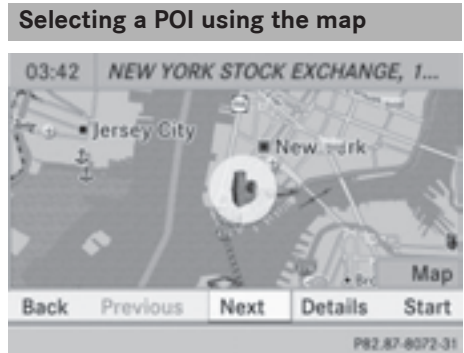 Selecting a POI using the map
03:42 NEW YORK STOCK EXCHANGE, 1...
Jersey City
New
Map
Back Previous Next Details Start
P82.87-8072-31